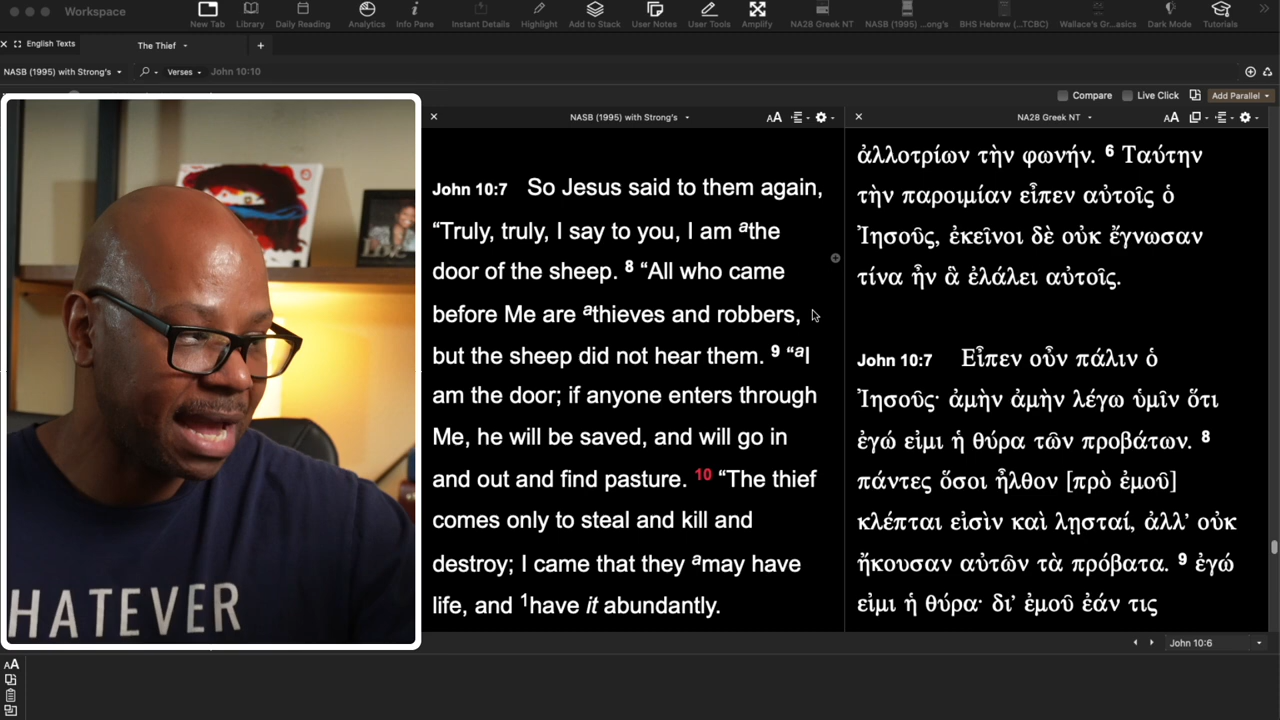 Workspace
New Tab
Library
Daily Reading
Analytics
Info Pane
Instant Details
Highlight
Add to Stack
User Notes
User Tools
Amplify
NA28 Greek NT
NASB (1995) ...ong's
BHS Hebrew (...TCBC)
Wallace's Gr...asics
Dark Mode
Tutorials
English Texts
The Thief
NASB (1995) with Strong's
Verses
John 10:10
Compare
Live Click
Add Parallel
NASB (1995) with Strong's
John 10:7 So Jesus said to them again,
“Truly, truly, I say to you, I am ᵃthe
door of the sheep. 8 “All who came
before Me are ᵃthieves and robbers,
but the sheep did not hear them. 9 “ᵃI
am the door; if anyone enters through
Me, he will be saved, and will go in
and out and find pasture. 10 “The thief
comes only to steal and kill and
destroy; I came that they ᵃmay have
life, and ¹have it abundantly.
NA28 Greek NT
ἀλλοτρίων τὴν φωνήν. 6 Ταύτην
τὴν παροιμίαν εἶπεν αὐτοῖς ὁ
Ἰησοῦς, ἐκεῖνοι δὲ οὐκ ἔγνωσαν
τίνα ἦν ἃ ἐλάλει αὐτοῖς.
John 10:7 Εἶπεν οὖν πάλιν ὁ
Ἰησοῦς· ἀμὴν ἀμὴν λέγω ὑμῖν ὅτι
ἐγώ εἰμι ἡ θύρα τῶν προβάτων. 8
πάντες ὅσοι ἦλθον [πρὸ ἐμοῦ]
κλέπται εἰσὶν καὶ λῃσταί, ἀλλ’ οὐκ
ἤκουσαν αὐτῶν τὰ πρόβατα. 9 ἐγώ
εἰμι ἡ θύρα· δι’ ἐμοῦ ἐάν τις
John 10:6
HATEVER